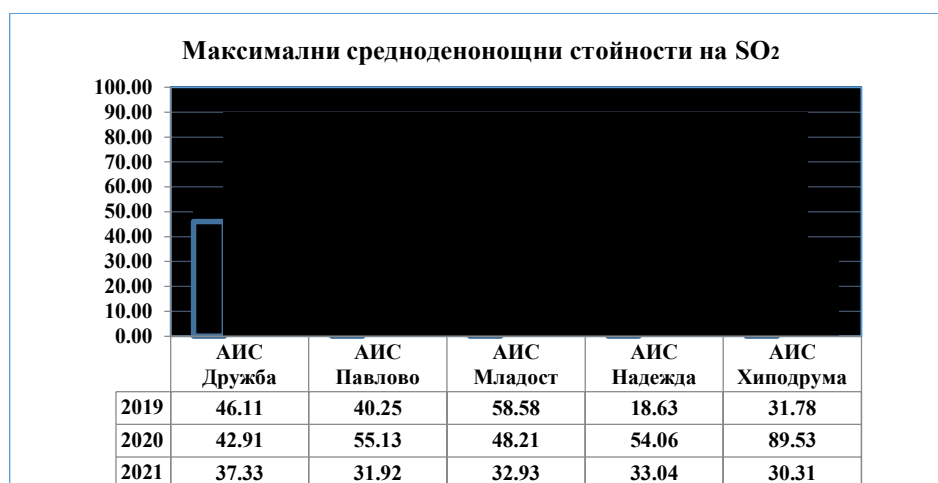 Максимални средноденонощни стойности на SO2
100.00
90.00
80.00
70.00
60.00
50.00
40.00
30.00
20.00
10.00
0.00
АИС Дружба АИС Павлово АИС Младост АИС Надежда АИС Хиподрума
2019 46.11 40.25 58.58 18.63 31.78
2020 42.91 55.13 48.21 54.06 89.53
2021 37.33 31.92 32.93 33.04 30.31